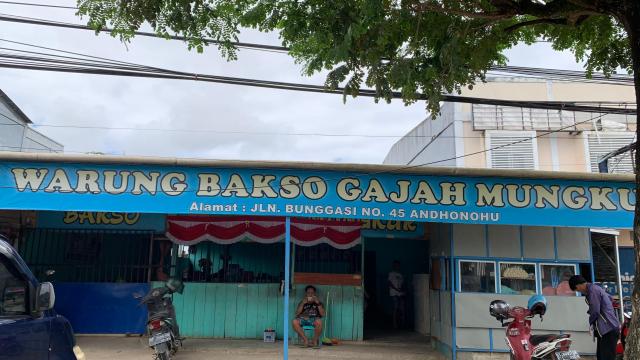 WARUNG BAKSO GAJAH MUNGKU
Alamat : JLN. BUNGGASI NO. 45 ANDHONOHU
BAKSO